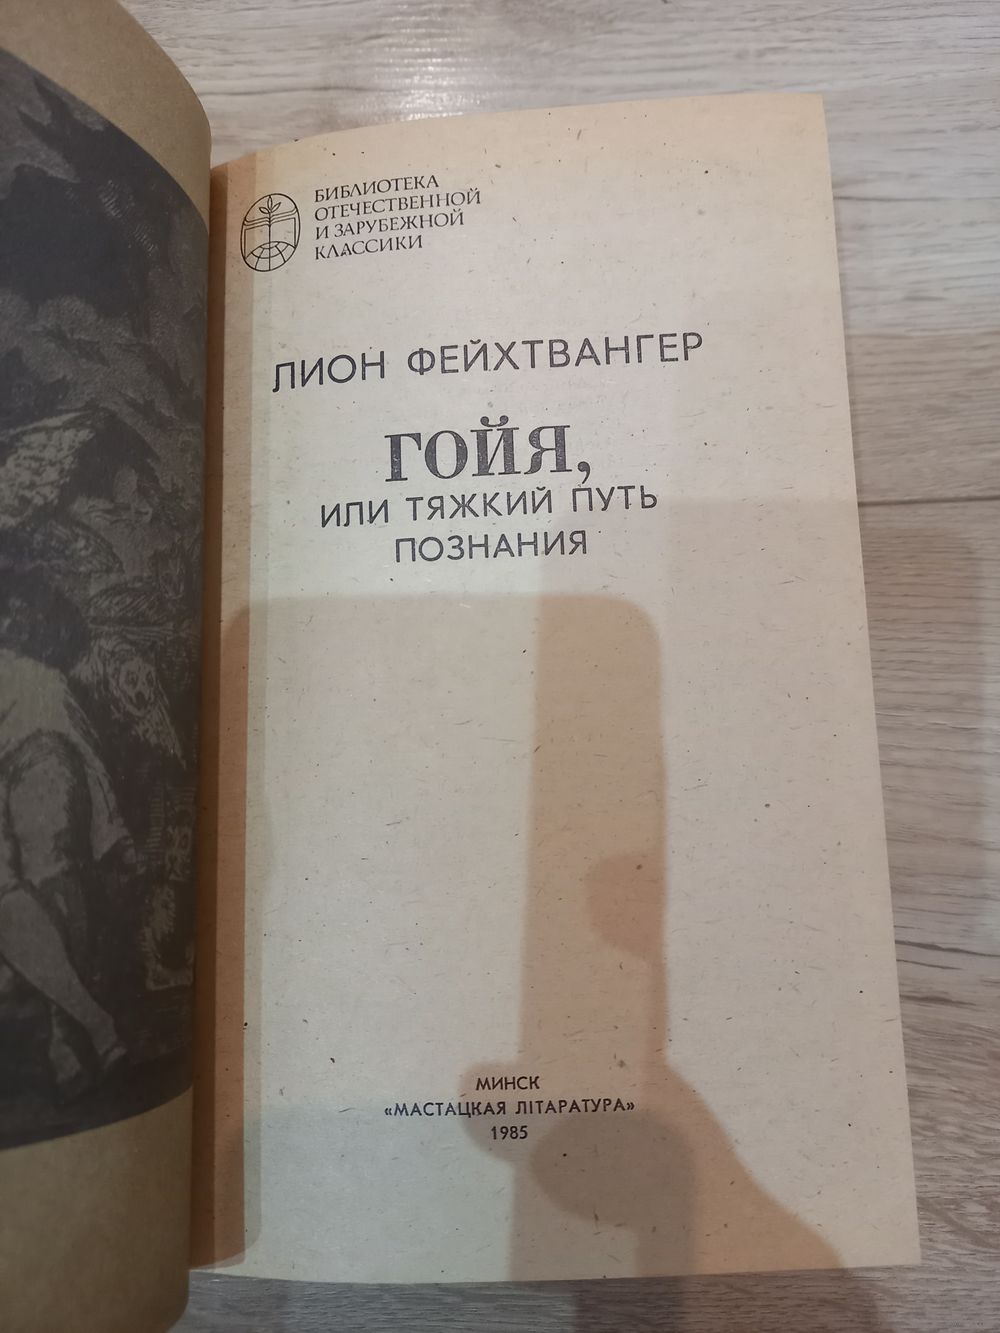 БИБЛИОТЕКА
ОТЕЧЕСТВЕННОЙ
И ЗАРУБЕЖНОЙ
КЛАССИКИ
ЛИОН ФЕЙХТВАНГЕР
ГОЙЯ,
ИЛИ ТЯЖКИЙ ПУТЬ
ПОЗНАНИЯ
МИНСК
«МАСТАЦКАЯ ЛІТАРАТУРА»
1985